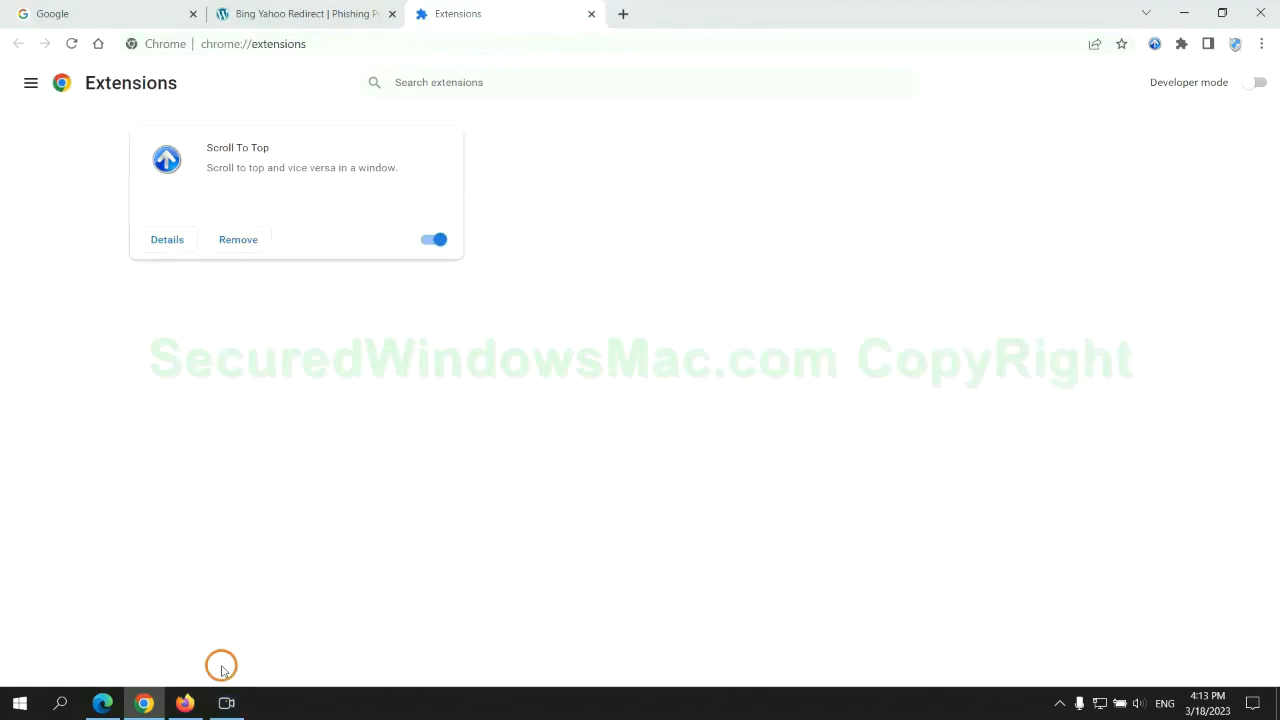 Google
Bing Yahoo Redirect | Phishing P
Extensions
Chrome | chrome://extensions
Extensions
Search extensions
Developer mode
Scroll To Top
Scroll to top and vice versa in a window.
Details
Remove
SecuredWindowsMac.com CopyRight
ENG
4:13 PM
3/18/2023